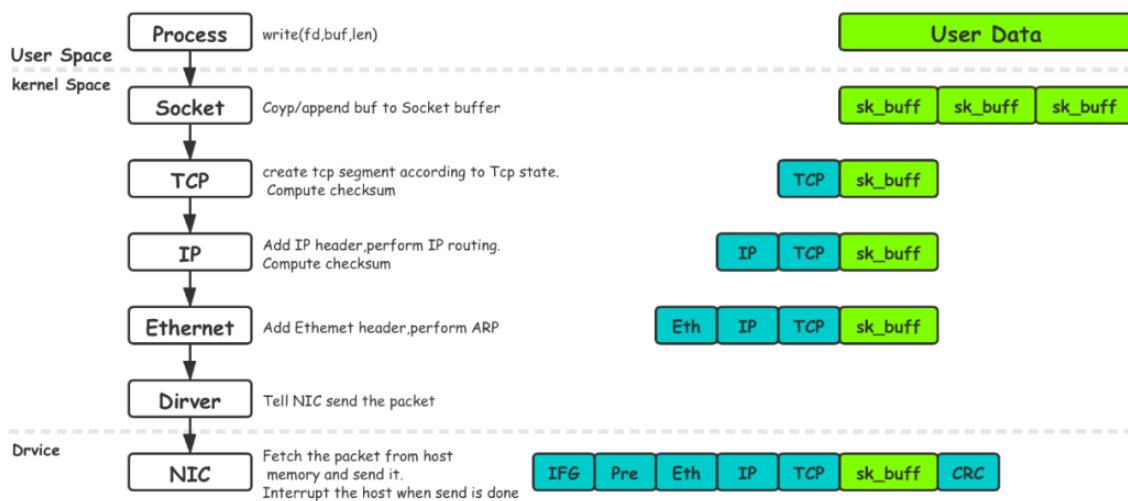 Process write(fd,buf,len) User Data
User Space
kernel Space
Socket Coyp/append buf to Socket buffer sk_buff sk_buff sk_buff
TCP create tcp segment according to Tcp state. TCP sk_buff
Compute checksum
IP Add IP header,perform IP routing. IP TCP sk_buff
Compute checksum
Ethernet Add Ethemet header,perform ARP Eth IP TCP sk_buff
Dirver Tell NIC send the packet
Drvice
NIC Fetch the packet from host IFG Pre Eth IP TCP sk_buff CRC
memory and send it.
Interrupt the host when send is done